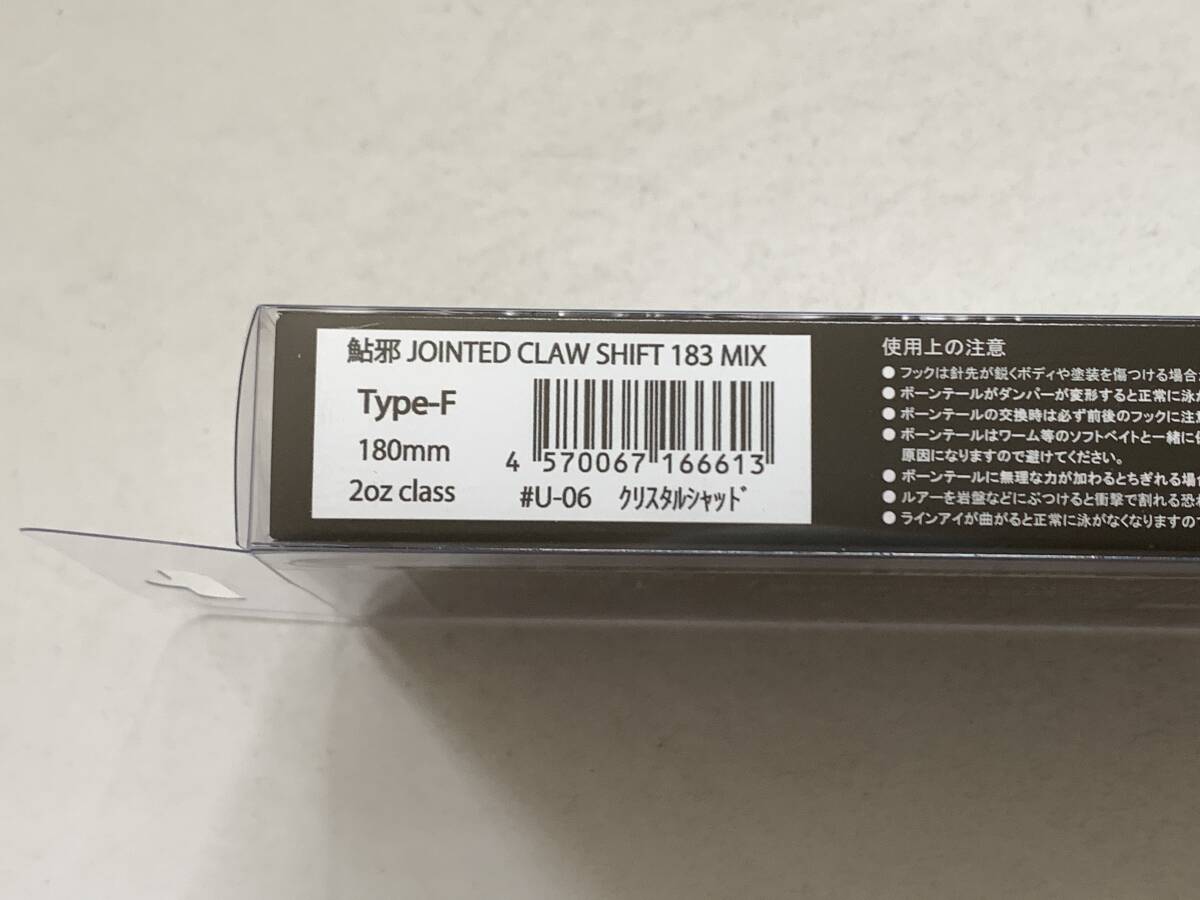 鮎邪 JOINTED CLAW SHIFT 183 MIX
Type-F
180mm
2oz class
4 570067 166613
#U-06 クリスタルシャッド
使用上の注意
●フックは針先が鋭くボディや塗装を傷つける場合
●ボーンテールがダンパーが変形すると正常に泳
●ボーンテールの交換時は必ず前後のフックに注
●ボーンテールはワーム等のソフトベイトと一緒に
原因になりますので避けてください。
●ボーンテールに無理な力が加わるとちぎれる場
●ルアーを岩盤などにぶつけると衝撃で割れる恐
●ラインアイが曲がると正常に泳がなくなりますの